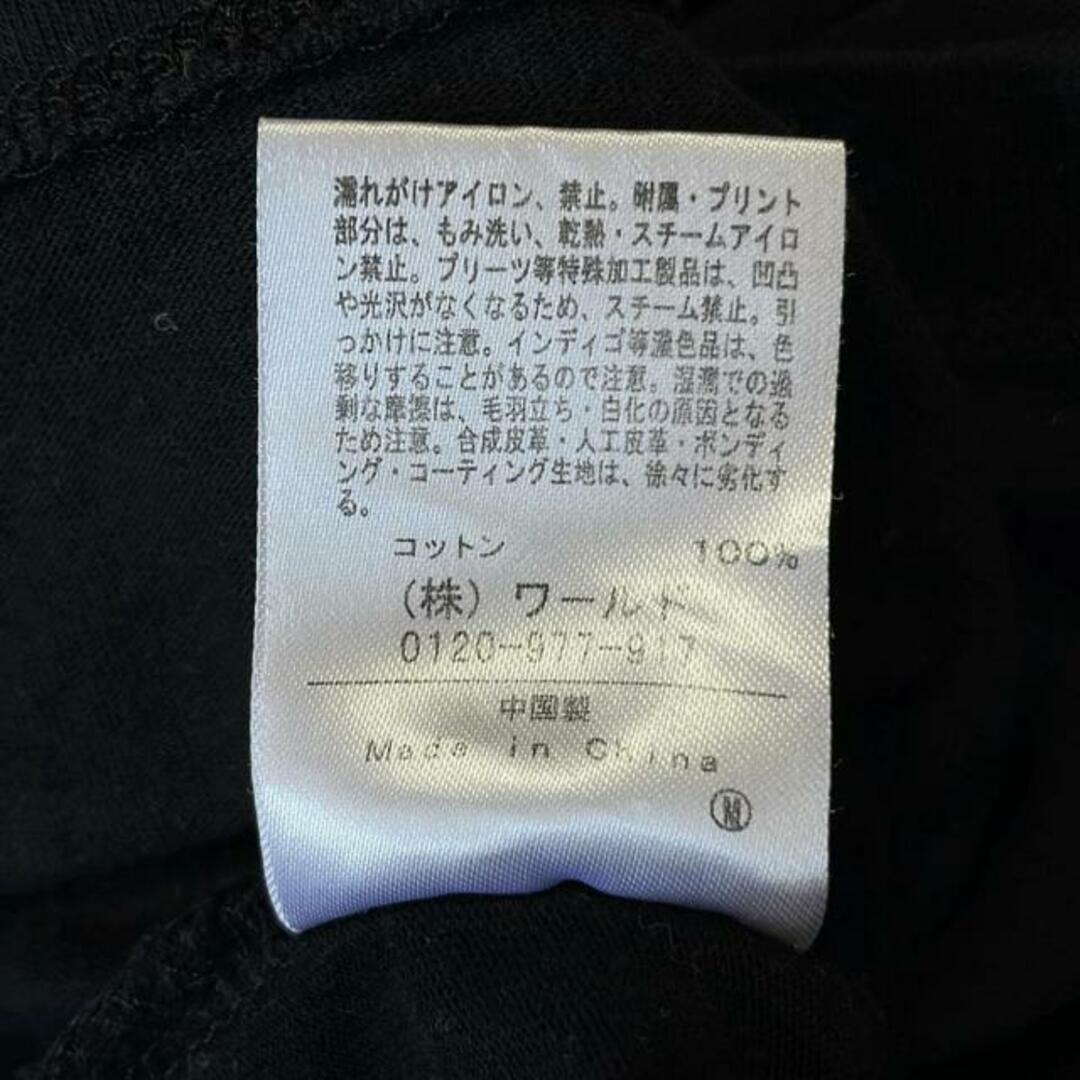 濡れがけアイロン、禁止。刺繍・プリント
部分は、もみ洗い、乾熱・スチームアイロ
ン禁止。プリーツ等特殊加工製品は、凹凸
や光沢がなくなるため、スチーム禁止。引
っかけに注意。インディゴ等濃色品は、色
移りすることがあるので注意。湿潤での過
剰な摩擦は、毛羽立ち・白化の原因となる
ため注意。合成皮革・人工皮革・ボンディ
ング・コーティング生地は、徐々に劣化す
る。
コットン 100%
(株) ワールド
0120-977-917
中国製
Made in China